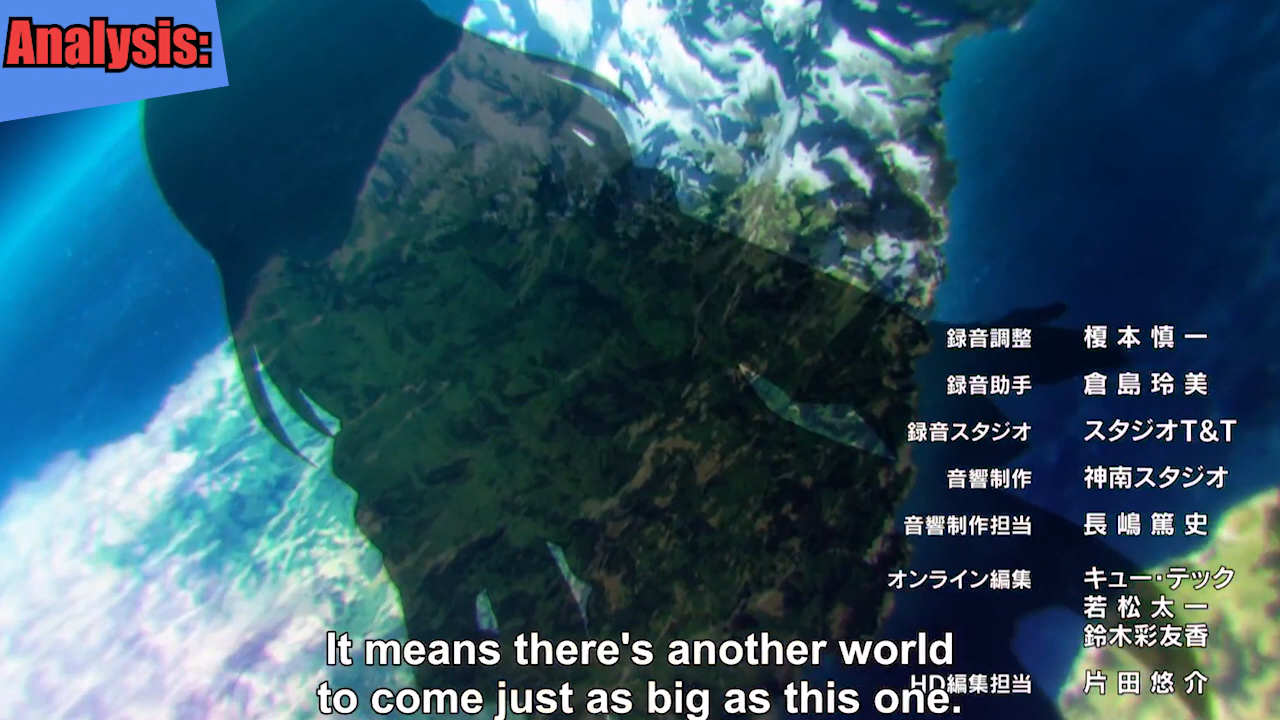 Analysis:
録音調整 榎本慎一
録音助手 倉島玲美
録音スタジオ スタジオT&T
音響制作 神南スタジオ
音響制作担当 長嶋篤史
オンライン編集 キュー・テック
若松太一
鈴木彩友香
HD編集担当 片田悠介
It means there's another world
to come just as big as this one.